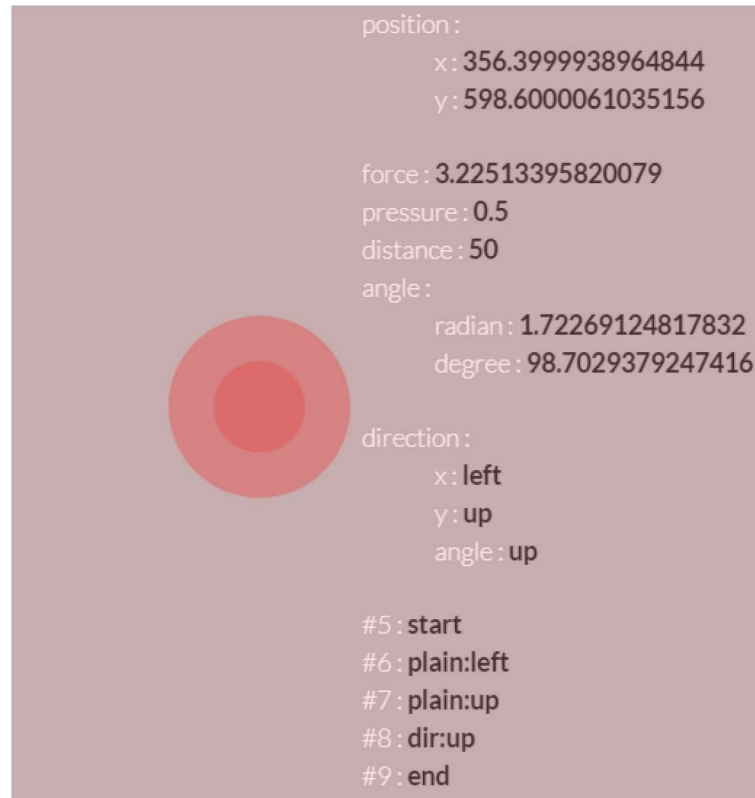 position :
x : 356.3999938964844
y : 598.6000061035156
force : 3.22513395820079
pressure : 0.5
distance : 50
angle :
radian : 1.72269124817832
degree : 98.7029379247416
direction :
x : left
y : up
angle : up
#5 : start
#6 : plain:left
#7 : plain:up
#8 : dir:up
#9 : end